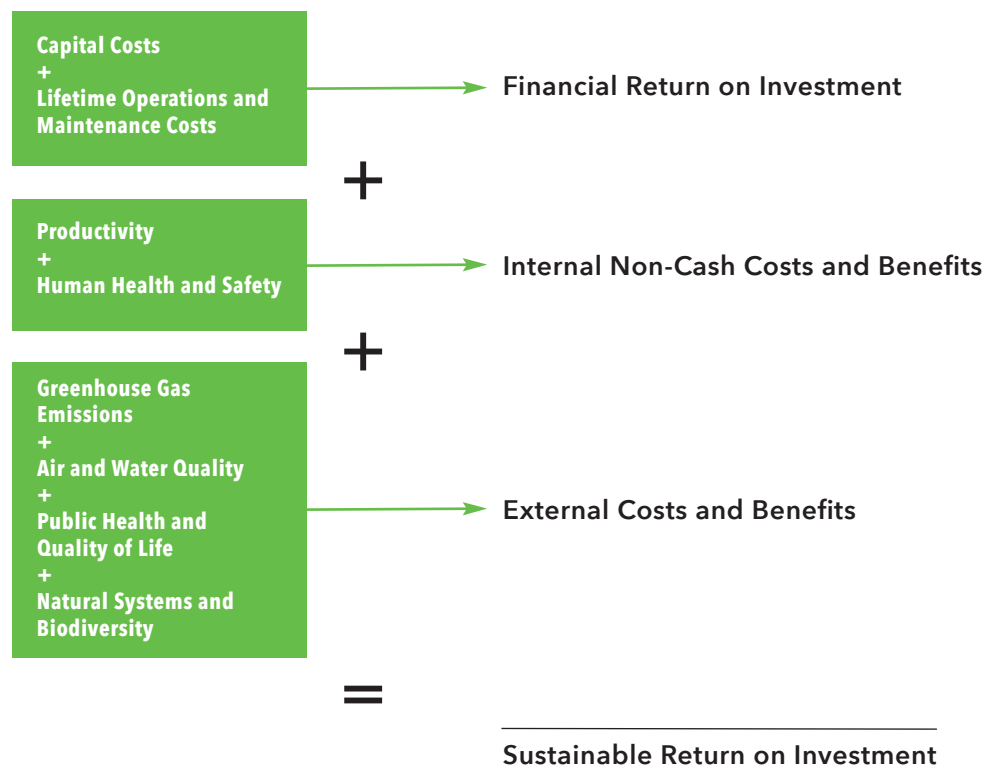 Capital Costs
+
Lifetime Operations and
Maintenance Costs
Financial Return on Investment
+
Productivity
+
Human Health and Safety
Internal Non-Cash Costs and Benefits
+
Greenhouse Gas
Emissions
+
Air and Water Quality
+
Public Health and
Quality of Life
+
Natural Systems and
Biodiversity
External Costs and Benefits
=
Sustainable Return on Investment